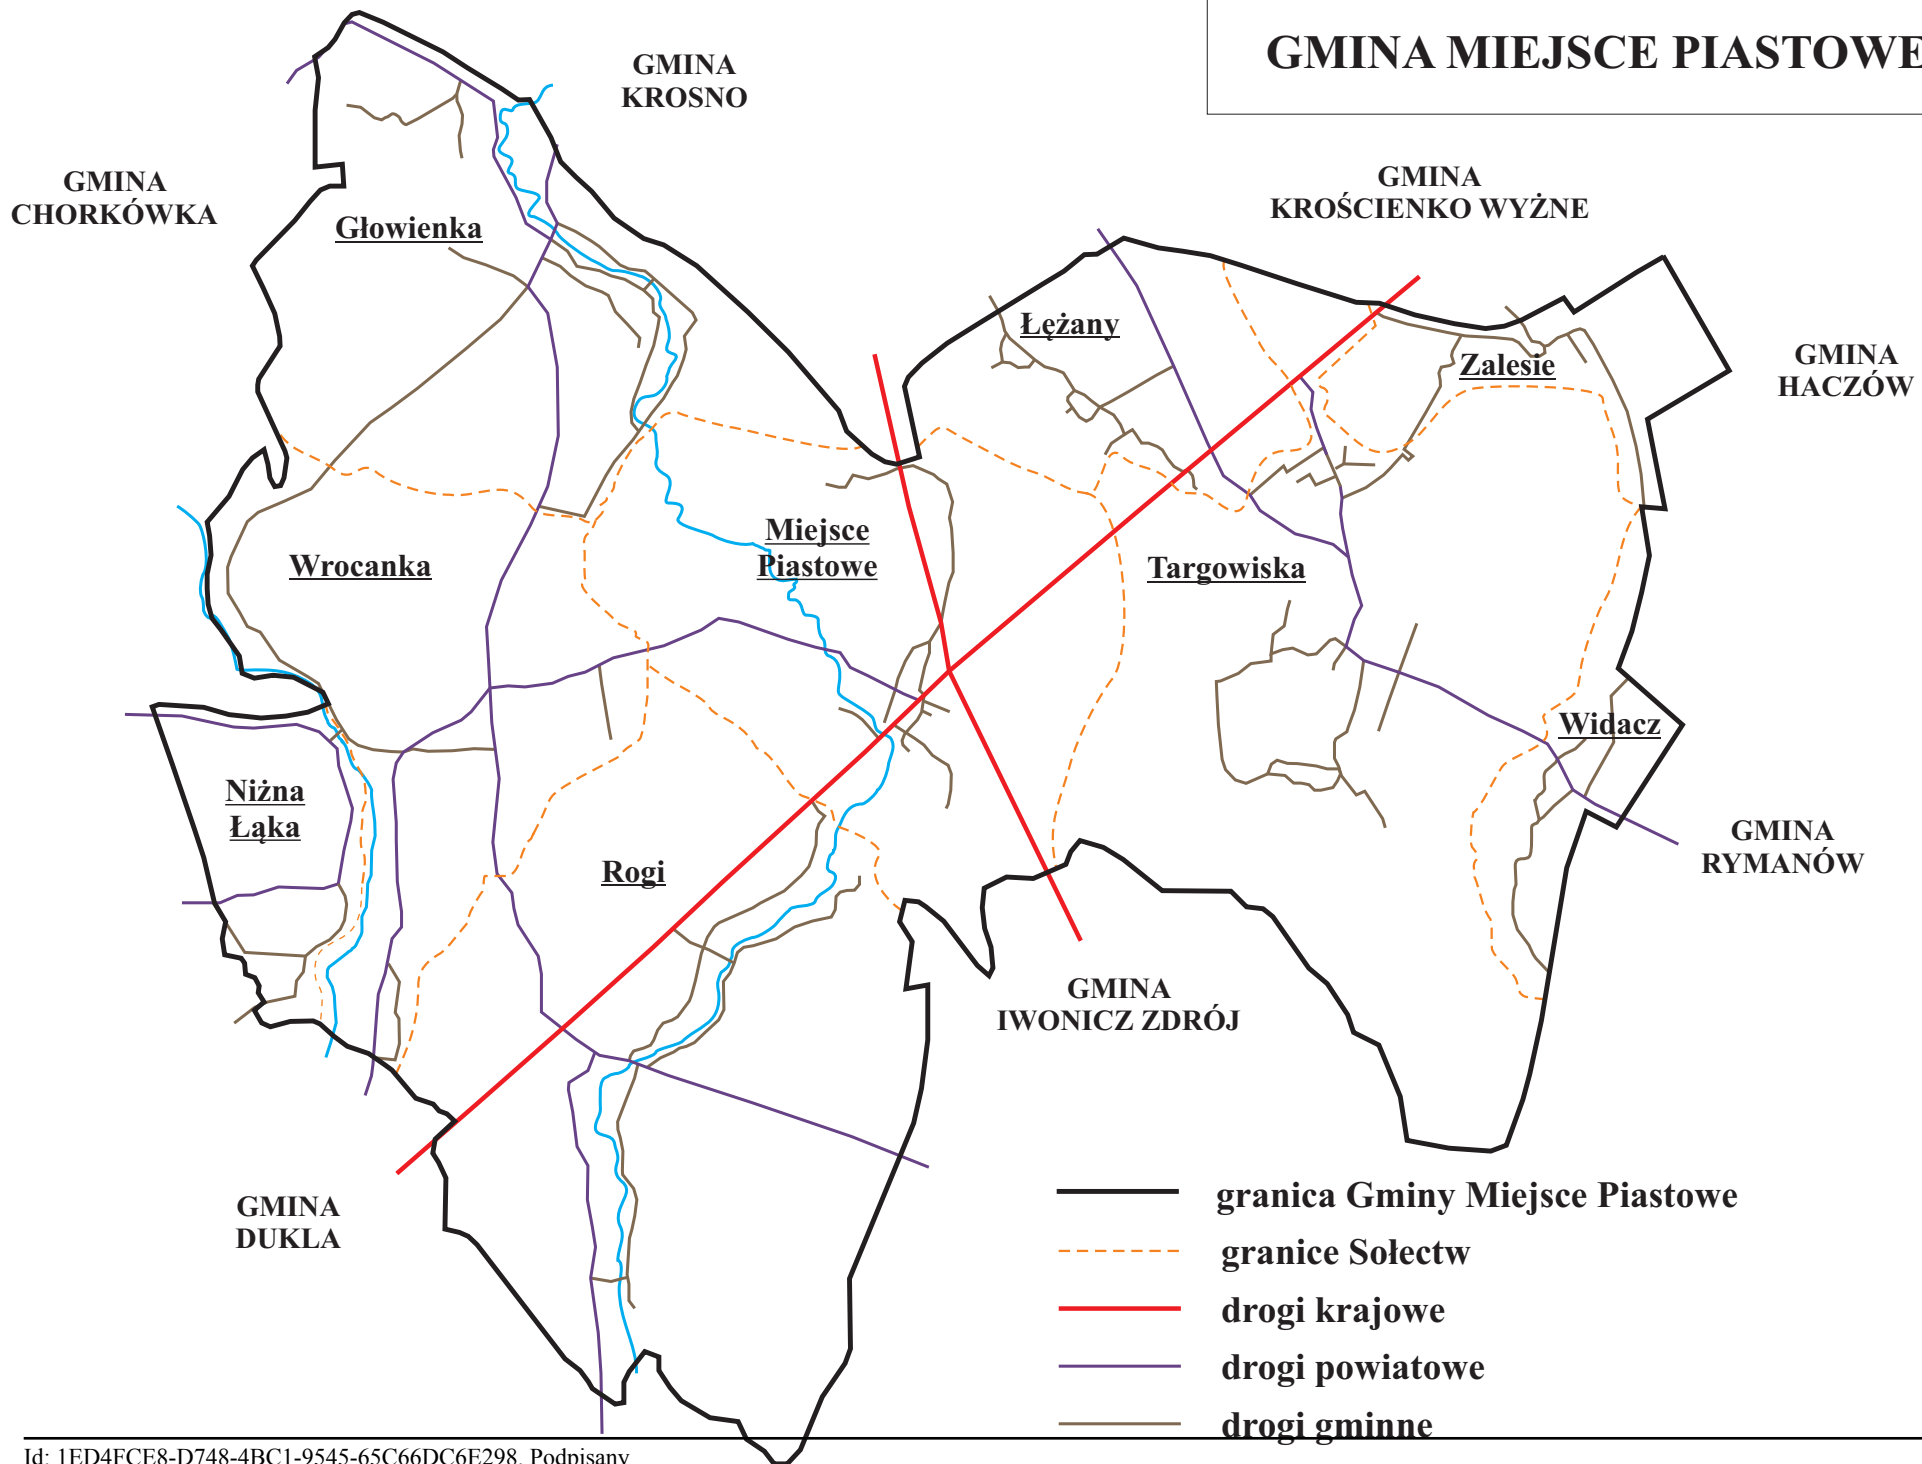 GMINA MIEJSCE PIASTOWE
GMINA
KROSNO
GMINA
CHORKÓWKA
GMINA
KROŚCIENKO WYŻNE
Głowienka
Łężany
Zalesie
GMINA
HACZÓW
Miejsce
Piastowe
Wrocanka
Targowiska
Widacz
Niżna
Łąka
Rogi
GMINA
RYMANÓW
GMINA
IWONICZ ZDRÓJ
GMINA
DUKLA
granica Gminy Miejsce Piastowe
granice Sołectw
drogi krajowe
drogi powiatowe
drogi gminne
Id: 1ED4FCE8-D748-4BC1-9545-65C66DC6E298. Podpisany